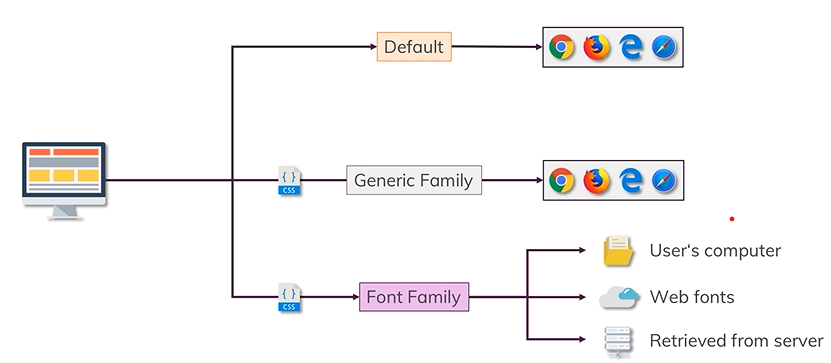 Default
{ }
CSS
Generic Family
{ }
CSS
Font Family
User‘s computer
Web fonts
Retrieved from server